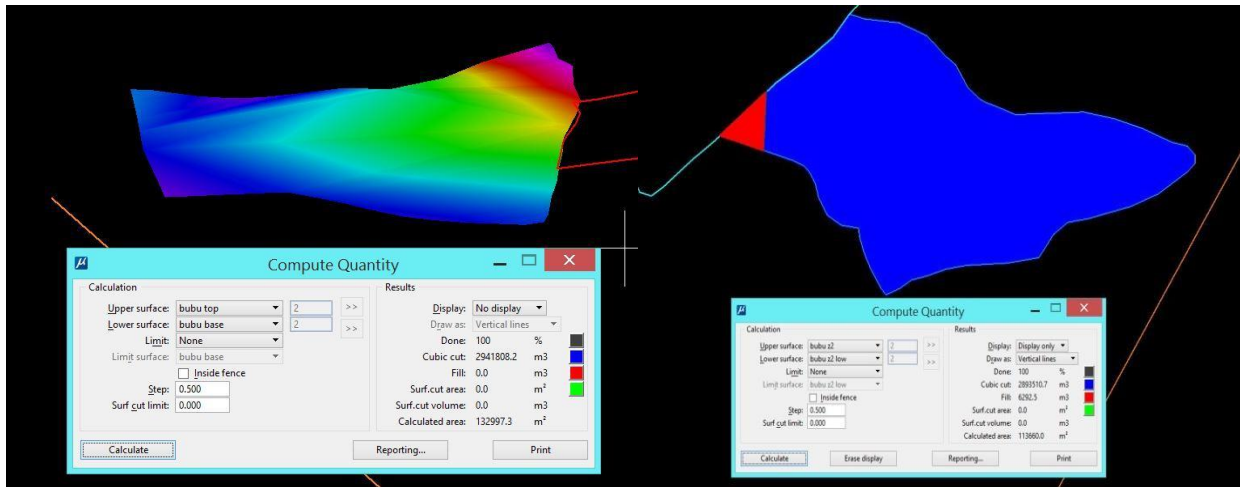 µ Compute Quantity
Calculation
Upper surface: bubu top 2 >>
Lower surface: bubu base 2 >>
Limit: None
Limit surface: bubu base
Inside fence
Step: 0.500
Surf cut limit: 0.000
Results
Display: No display
Draw as: Vertical lines
Done: 100 %
Cubic cut: 2941808.2 m3
Fill: 0.0 m3
Surf.cut area: 0.0 m²
Surf.cut volume: 0.0 m3
Calculated area: 132997.3 m²
Calculate Reporting... Print
µ Compute Quantity
Calculation
Upper surface: bubu z2 2 >>
Lower surface: bubu z2 low 2 >>
Limit: None
Limit surface: bubu z2 low
Inside fence
Step: 0.500
Surf cut limit: 0.000
Results
Display: Display only
Draw as: Vertical lines
Done: 100 %
Cubic cut: 2893510.7 m3
Fill: 6292.5 m3
Surf.cut area: 0.0 m²
Surf.cut volume: 0.0 m3
Calculated area: 113660.0 m²
Calculate Erase display Reporting... Print